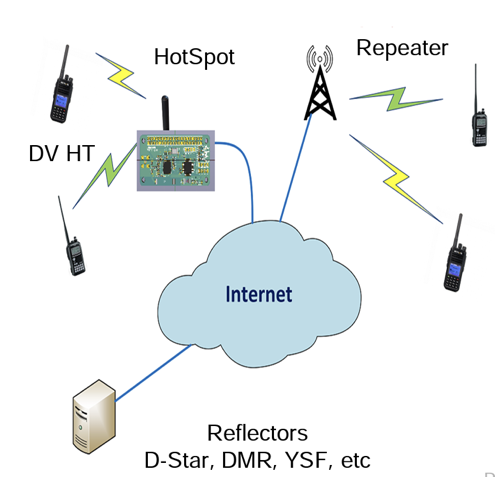 HotSpot
Repeater
DV HT
Internet
Reflectors
D-Star, DMR, YSF, etc